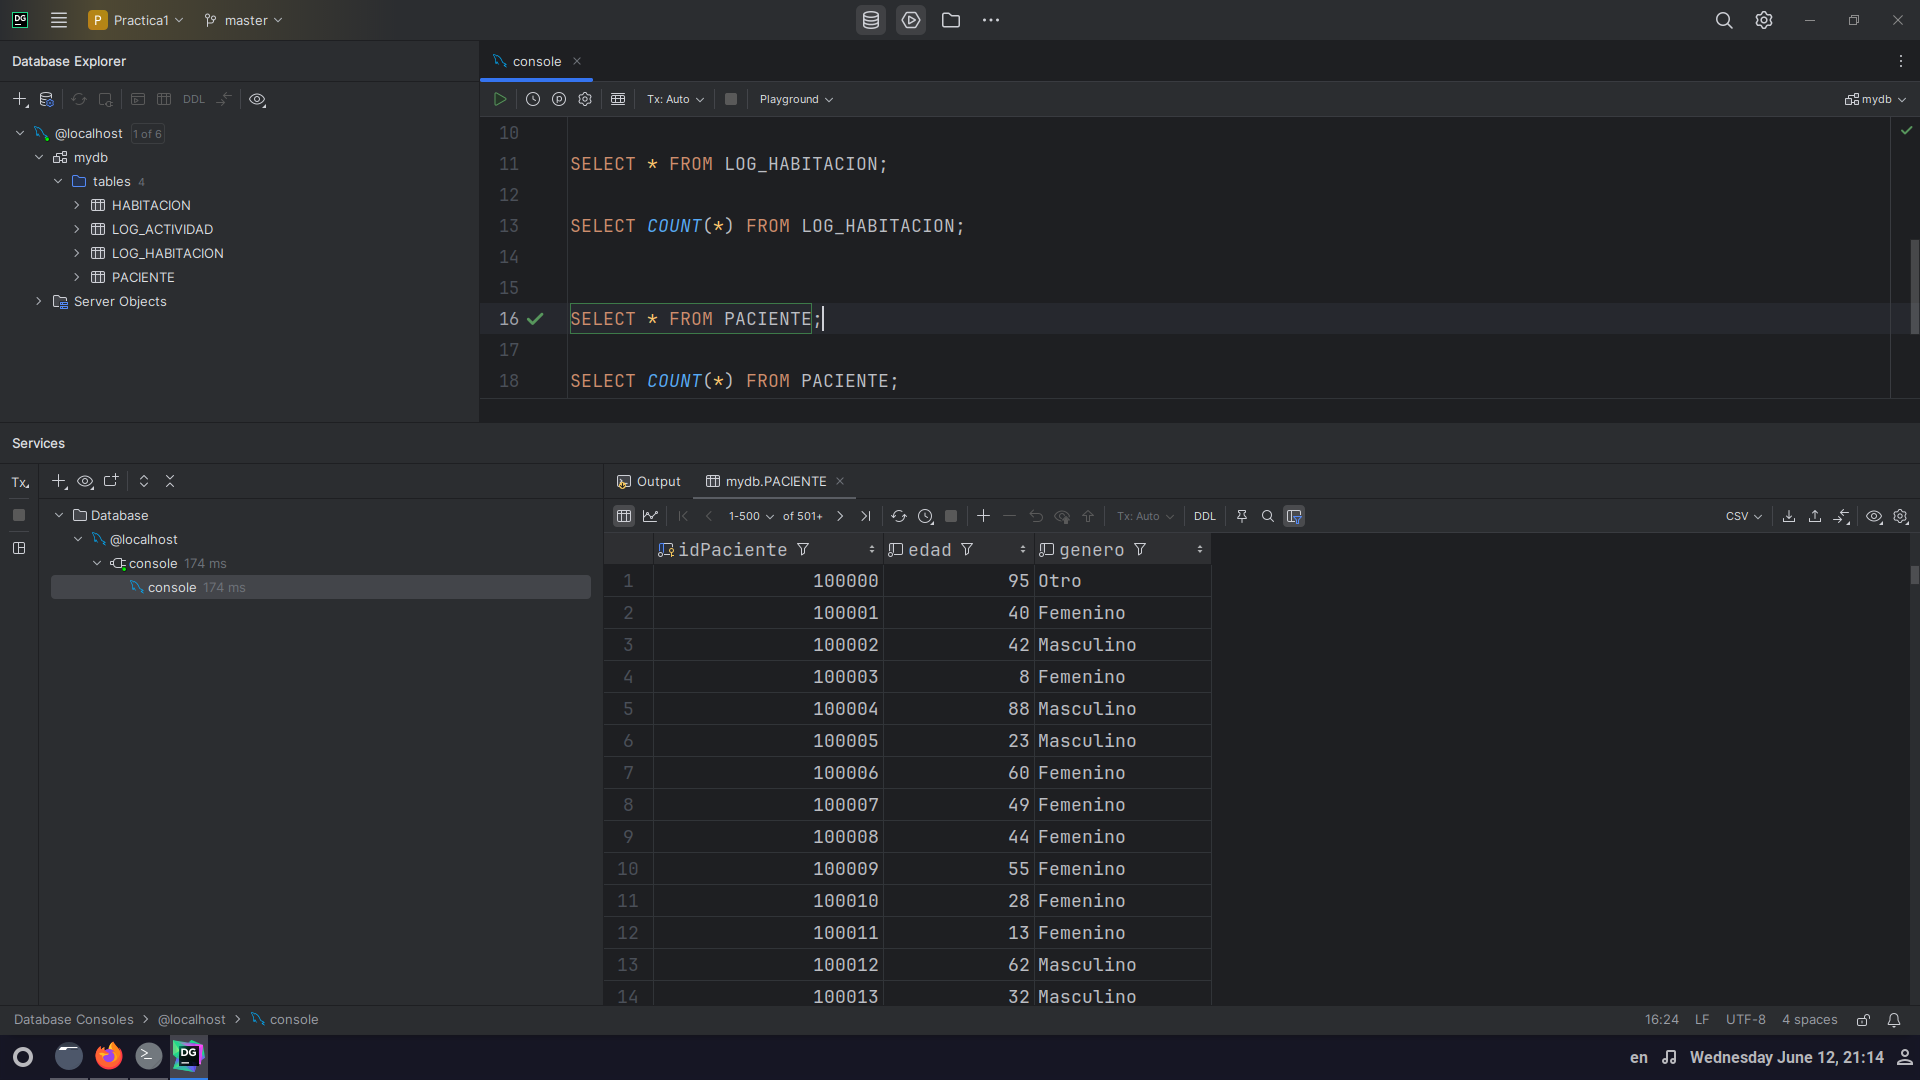 DG P Practica1 master
Database Explorer
console
DDL
Tx: Auto Playground mydb
@localhost 1 of 6
mydb
tables 4
HABITACION
LOG_ACTIVIDAD
LOG_HABITACION
PACIENTE
Server Objects
10
11 SELECT * FROM LOG_HABITACION;
12
13 SELECT COUNT(*) FROM LOG_HABITACION;
14
15
16 SELECT * FROM PACIENTE;
17
18 SELECT COUNT(*) FROM PACIENTE;
Services
Tx
Database
@localhost
console 174 ms
console 174 ms
Output mydb.PACIENTE
1-500 of 501+ Tx: Auto DDL CSV
idPaciente edad genero
1 100000 95 Otro
2 100001 40 Femenino
3 100002 42 Masculino
4 100003 8 Femenino
5 100004 88 Masculino
6 100005 23 Masculino
7 100006 60 Femenino
8 100007 49 Femenino
9 100008 44 Femenino
10 100009 55 Femenino
11 100010 28 Femenino
12 100011 13 Femenino
13 100012 62 Masculino
14 100013 32 Masculino
Database Consoles > @localhost > console
16:24 LF UTF-8 4 spaces
DG
en Wednesday June 12, 21:14